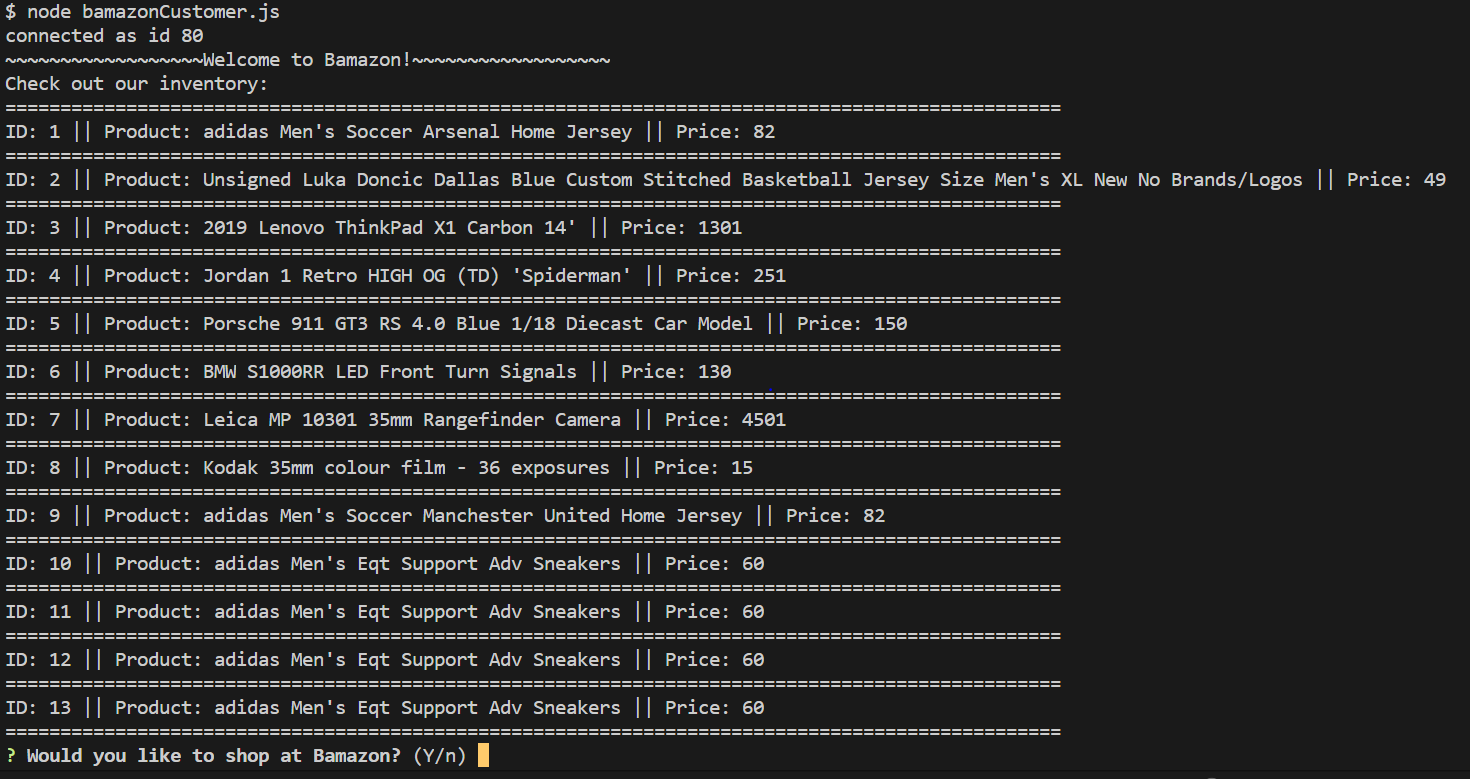 $ node bamazonCustomer.js
connected as id 80
~~~~~~~~~~~~~~~~~~Welcome to Bamazon!~~~~~~~~~~~~~~~~~~
Check out our inventory:
================================================================================================
ID: 1 || Product: adidas Men's Soccer Arsenal Home Jersey || Price: 82
================================================================================================
ID: 2 || Product: Unsigned Luka Doncic Dallas Blue Custom Stitched Basketball Jersey Size Men's XL New No Brands/Logos || Price: 49
================================================================================================
ID: 3 || Product: 2019 Lenovo ThinkPad X1 Carbon 14' || Price: 1301
================================================================================================
ID: 4 || Product: Jordan 1 Retro HIGH OG (TD) 'Spiderman' || Price: 251
================================================================================================
ID: 5 || Product: Porsche 911 GT3 RS 4.0 Blue 1/18 Diecast Car Model || Price: 150
================================================================================================
ID: 6 || Product: BMW S1000RR LED Front Turn Signals || Price: 130
================================================================================================
ID: 7 || Product: Leica MP 10301 35mm Rangefinder Camera || Price: 4501
================================================================================================
ID: 8 || Product: Kodak 35mm colour film - 36 exposures || Price: 15
================================================================================================
ID: 9 || Product: adidas Men's Soccer Manchester United Home Jersey || Price: 82
================================================================================================
ID: 10 || Product: adidas Men's Eqt Support Adv Sneakers || Price: 60
================================================================================================
ID: 11 || Product: adidas Men's Eqt Support Adv Sneakers || Price: 60
================================================================================================
ID: 12 || Product: adidas Men's Eqt Support Adv Sneakers || Price: 60
================================================================================================
ID: 13 || Product: adidas Men's Eqt Support Adv Sneakers || Price: 60
================================================================================================
? Would you like to shop at Bamazon? (Y/n)